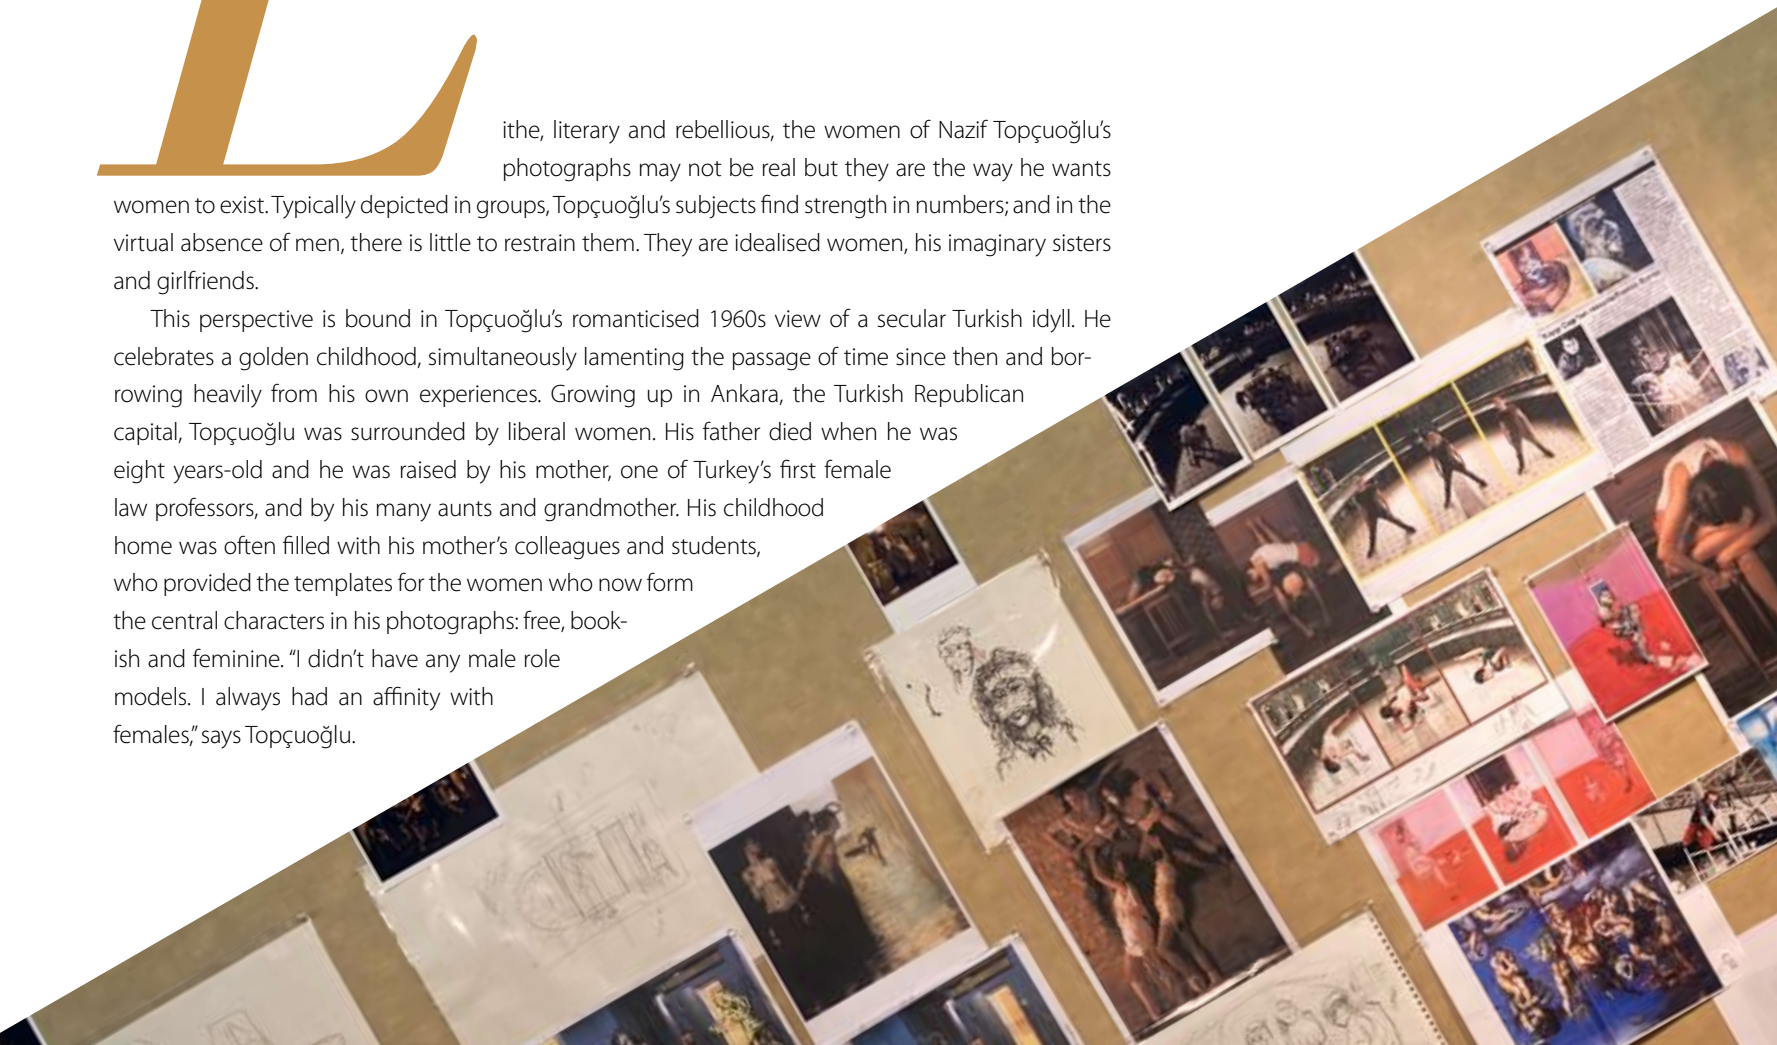 Lithe, literary and rebellious, the women of Nazif Topçuoğlu’s
photographs may not be real but they are the way he wants
women to exist. Typically depicted in groups, Topçuoğlu’s subjects find strength in numbers; and in the
virtual absence of men, there is little to restrain them. They are idealised women, his imaginary sisters
and girlfriends.
This perspective is bound in Topçuoğlu’s romanticised 1960s view of a secular Turkish idyll. He
celebrates a golden childhood, simultaneously lamenting the passage of time since then and bor-
rowing heavily from his own experiences. Growing up in Ankara, the Turkish Republican
capital, Topçuoğlu was surrounded by liberal women. His father died when he was
eight years-old and he was raised by his mother, one of Turkey’s first female
law professors, and by his many aunts and grandmother. His childhood
home was often filled with his mother’s colleagues and students,
who provided the templates for the women who now form
the central characters in his photographs: free, book-
ish and feminine. “I didn’t have any male role
models. I always had an affinity with
females,” says Topçuoğlu.